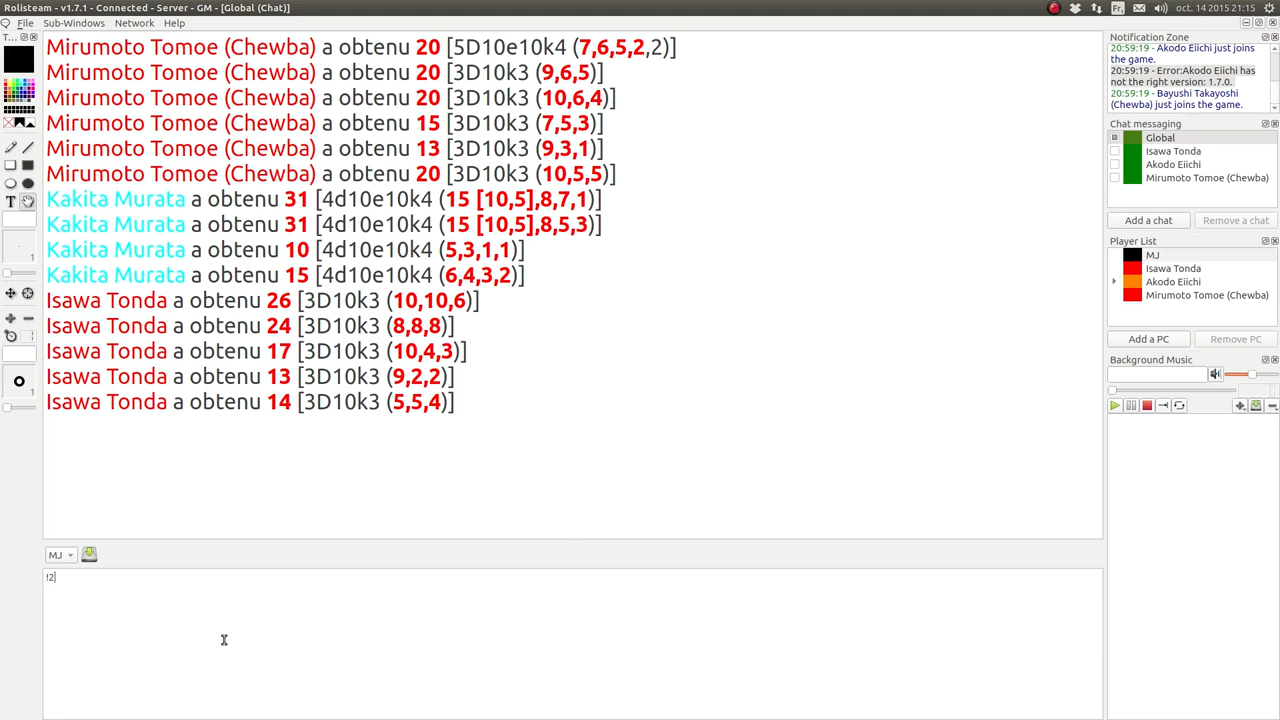 Rolisteam - v1.7.1 - Connected - Server - GM - [Global (Chat)]
Fr₁
oct. 14 2015 21:15
File Sub-Windows Network Help
T...
Mirumoto Tomoe (Chewba) a obtenu 20 [5D10e10k4 (7,6,5,2,2)]
Mirumoto Tomoe (Chewba) a obtenu 20 [3D10k3 (9,6,5)]
Mirumoto Tomoe (Chewba) a obtenu 20 [3D10k3 (10,6,4)]
Mirumoto Tomoe (Chewba) a obtenu 15 [3D10k3 (7,5,3)]
Mirumoto Tomoe (Chewba) a obtenu 13 [3D10k3 (9,3,1)]
Mirumoto Tomoe (Chewba) a obtenu 20 [3D10k3 (10,5,5)]
Kakita Murata a obtenu 31 [4d10e10k4 (15 [10,5],8,7,1)]
Kakita Murata a obtenu 31 [4d10e10k4 (15 [10,5],8,5,3)]
Kakita Murata a obtenu 10 [4d10e10k4 (5,3,1,1)]
Kakita Murata a obtenu 15 [4d10e10k4 (6,4,3,2)]
Isawa Tonda a obtenu 26 [3D10k3 (10,10,6)]
Isawa Tonda a obtenu 24 [3D10k3 (8,8,8)]
Isawa Tonda a obtenu 17 [3D10k3 (10,4,3)]
Isawa Tonda a obtenu 13 [3D10k3 (9,2,2)]
Isawa Tonda a obtenu 14 [3D10k3 (5,5,4)]
T
1
1
MJ
!2
Notification Zone
20:59:19 - Akodo Eiichi just joins
the game.
20:59:19 - Error:Akodo Eiichi has
not the right version: 1.7.0.
20:59:19 - Bayushi Takayoshi
(Chewba) just joins the game.
Chat messaging
Global
Isawa Tonda
Akodo Eiichi
Mirumoto Tomoe (Chewba)
Add a chat
Remove a chat
Player List
MJ
Isawa Tonda
Akodo Eiichi
Mirumoto Tomoe (Chewba)
Add a PC
Remove PC
Background Music